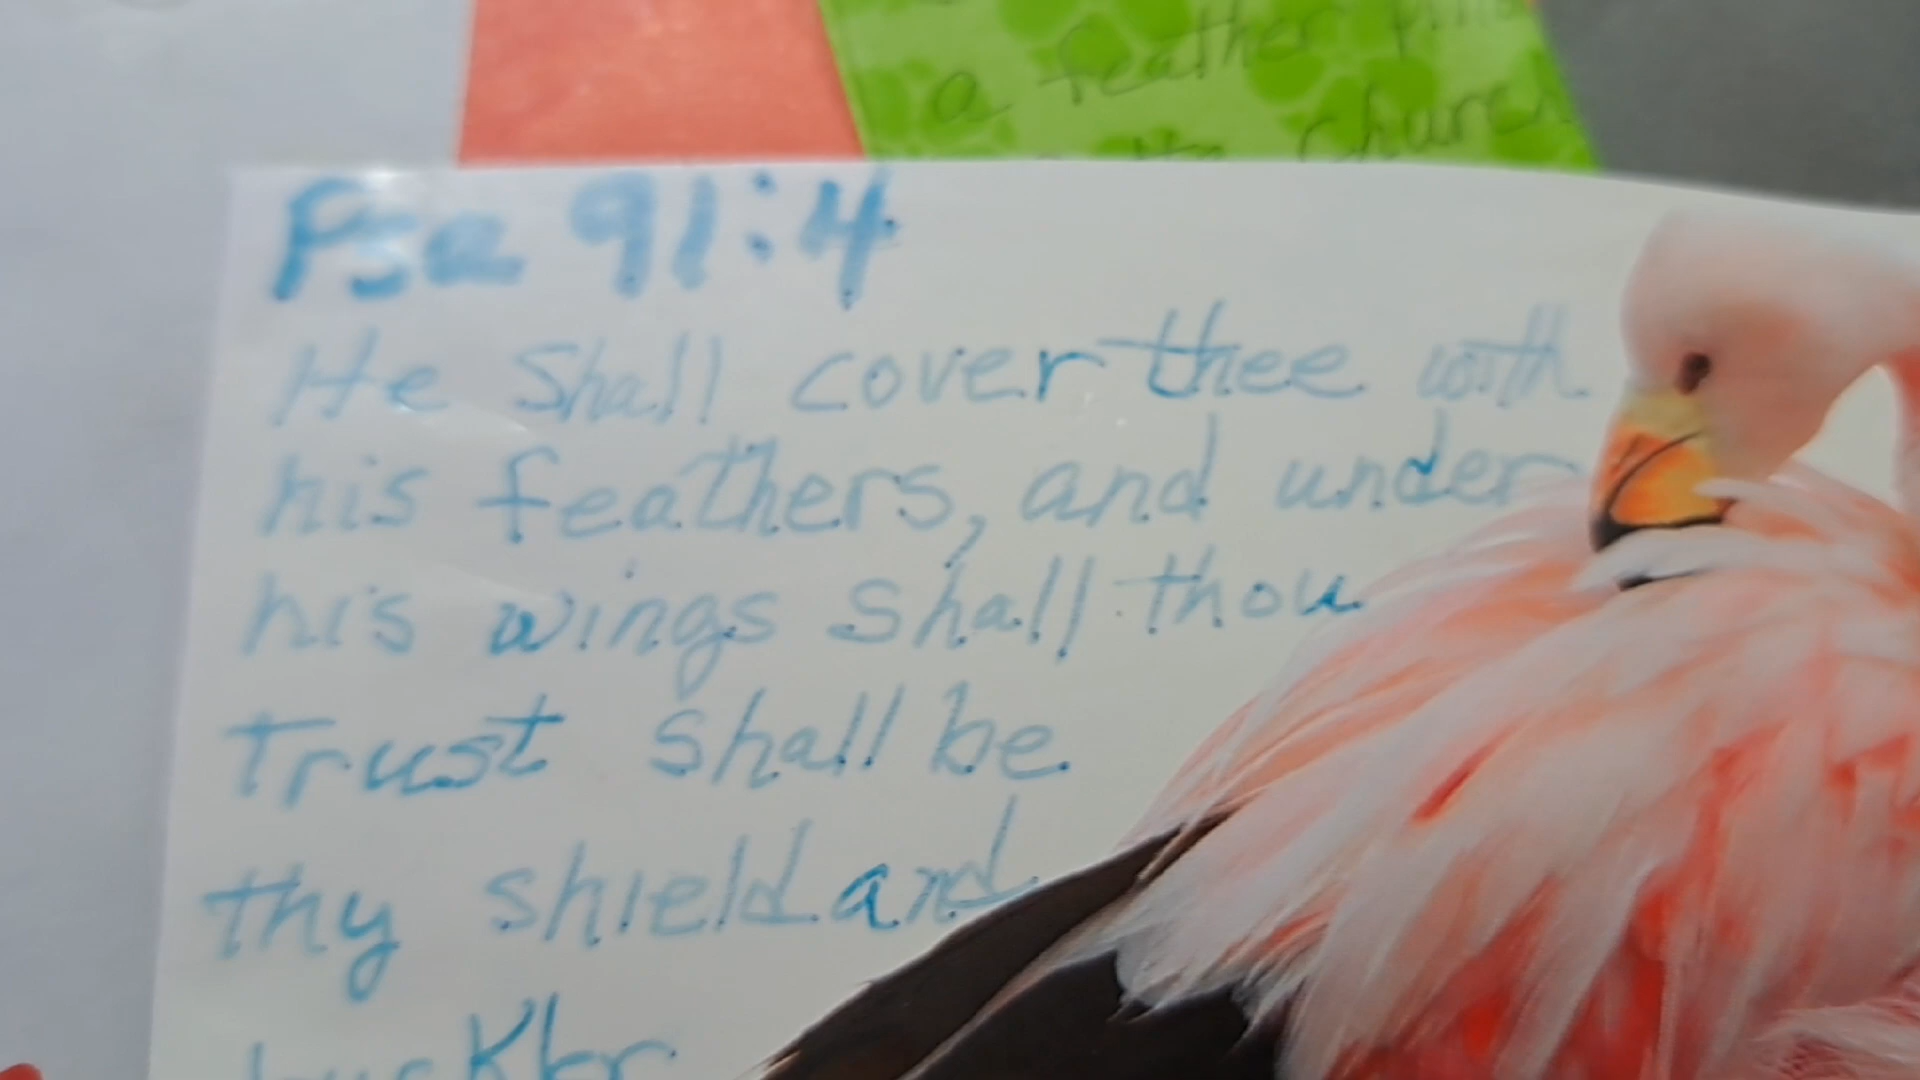 a feather
church
Psa 91:4
He Shall cover thee with
his feathers, and under
his wings shall thou
Trust shall be
thy shield and